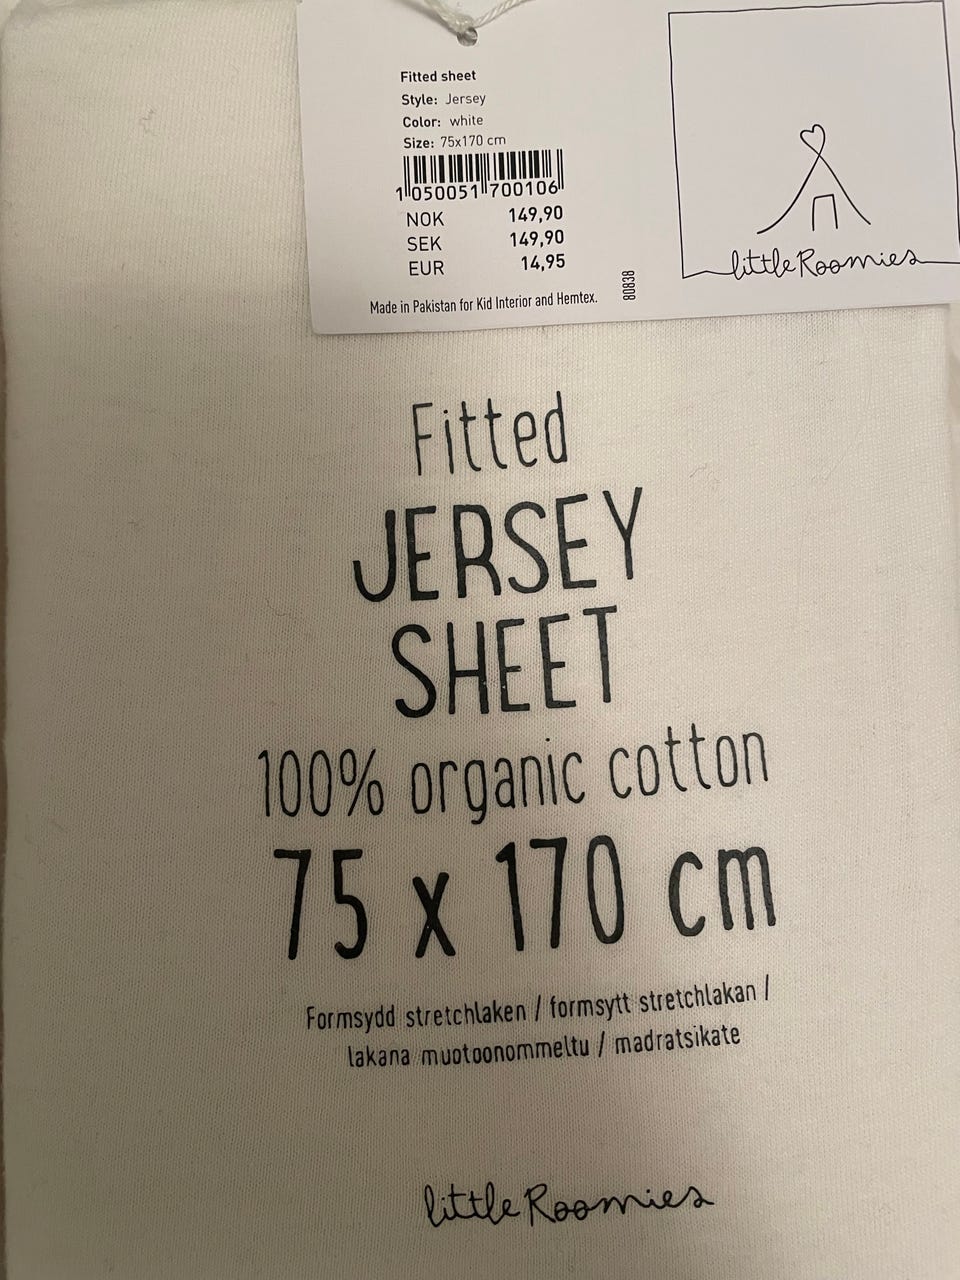 Fitted sheet
Style: Jersey
Color: white
Size: 75x170 cm
1 050051 700106
NOK 149,90
SEK 149,90
EUR 14,95
Made in Pakistan for Kid Interior and Hemtex.
80838
little Roomies
Fitted
JERSEY
SHEET
100% organic cotton
75 x 170 cm
Formsydd stretchlaken / formsytt stretchlakan /
lakana muotoonommeltu / madratsikate
little Roomies